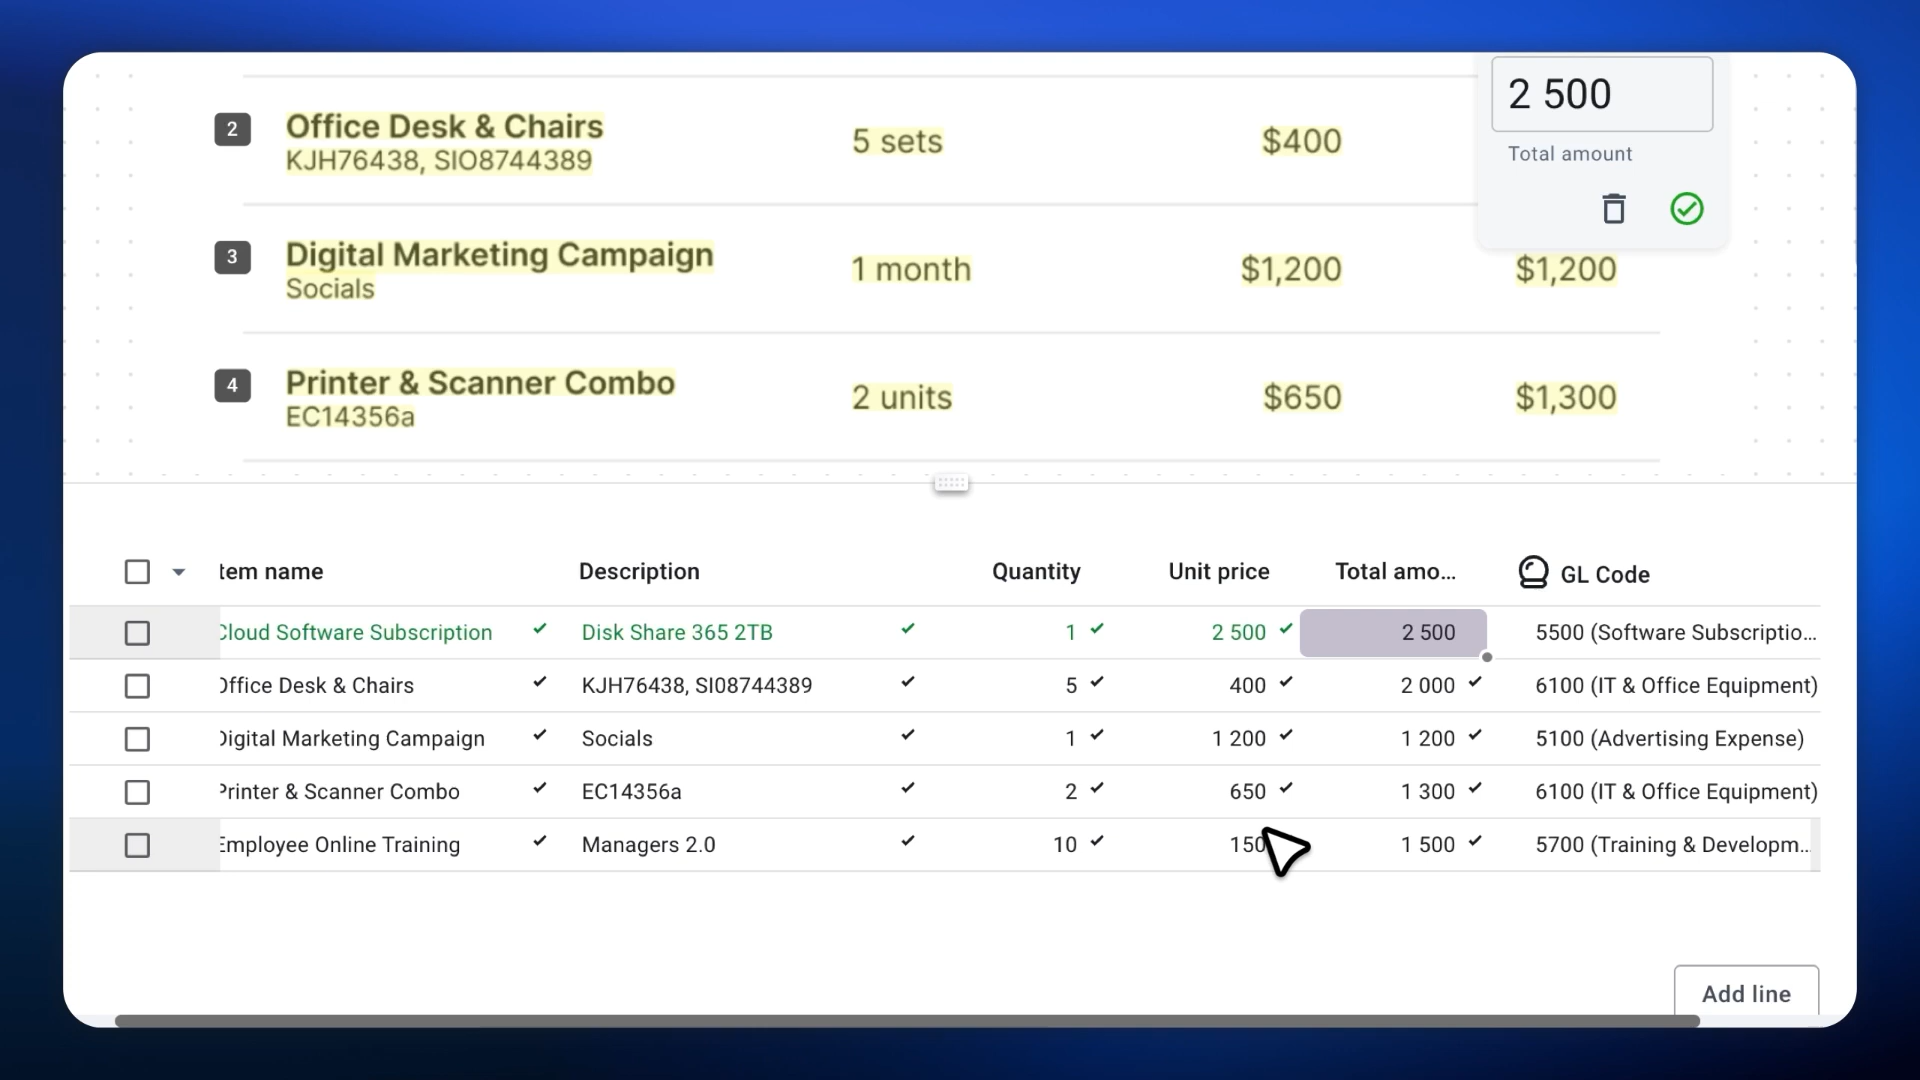 2 500
Total amount
2 Office Desk & Chairs 5 sets $400
KJH76438, SIO8744389
3 Digital Marketing Campaign 1 month $1,200 $1,200
Socials
4 Printer & Scanner Combo 2 units $650 $1,300
EC14356a
tem name Description Quantity Unit price Total amo... GL Code
Cloud Software Subscription Disk Share 365 2TB 1 2 500 2 500 5500 (Software Subscriptio...
Office Desk & Chairs KJH76438, SI08744389 5 400 2 000 6100 (IT & Office Equipment)
Digital Marketing Campaign Socials 1 1 200 1 200 5100 (Advertising Expense)
Printer & Scanner Combo EC14356a 2 650 1 300 6100 (IT & Office Equipment)
Employee Online Training Managers 2.0 10 150 1 500 5700 (Training & Developm...
Add line